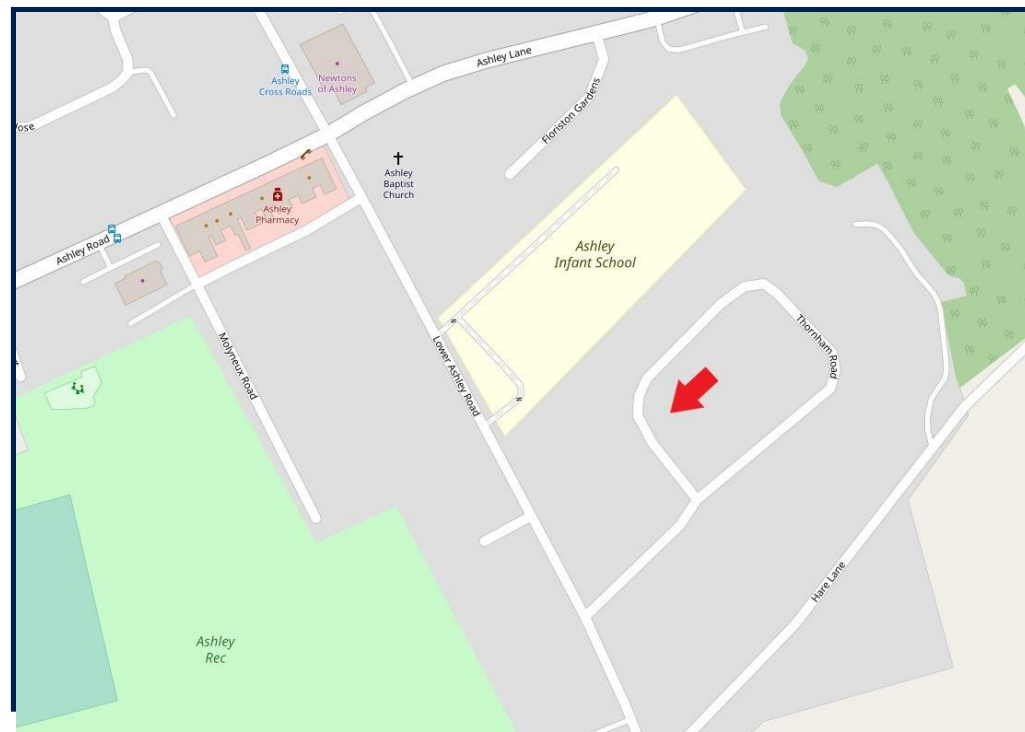 Ashley Lane
Newtons
of Ashley
Ashley
Cross Roads
Floriston Gardens
Ashley
Baptist
Church
Ashley
Pharmacy
Ashley Road
Ashley
Infant School
Molyneux Road
Lower Ashley Road
Thornham Road
Hare Lane
Ashley
Rec